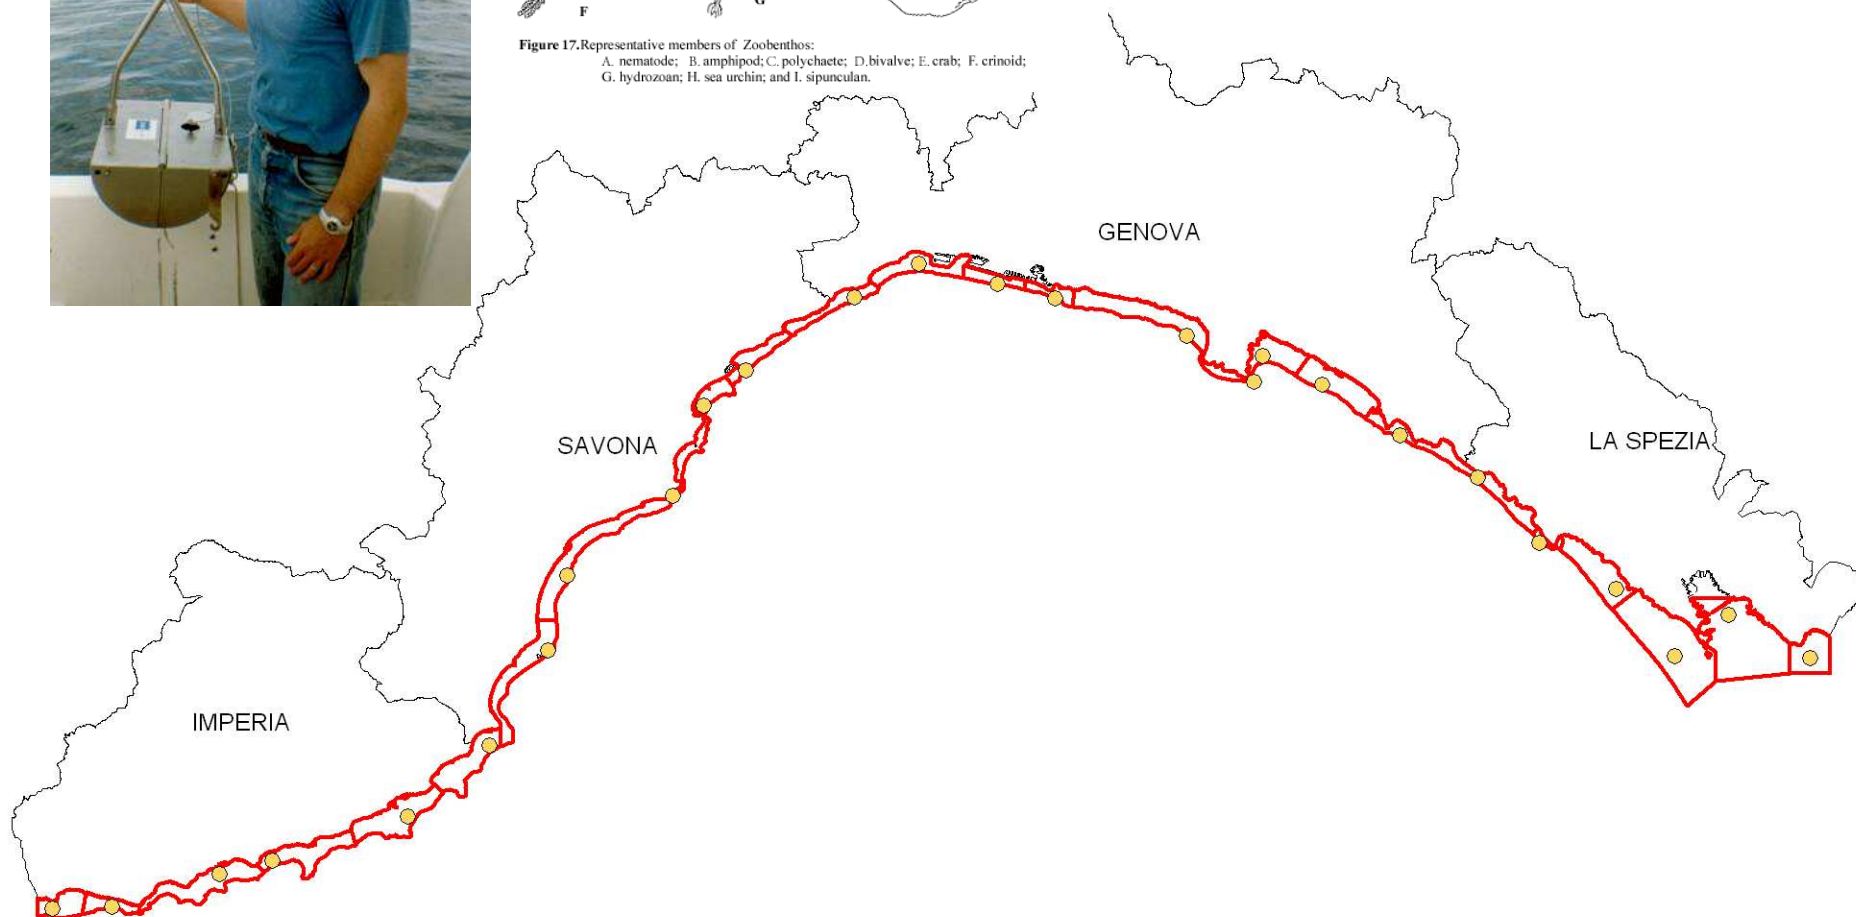 F
G
Figure 17.Representative members of Zoobenthos:
A. nematode; B. amphipod; C. polychaete; D.bivalve; E. crab; F. crinoid;
G. hydrozoan; H. sea urchin; and I. sipunculan.
GENOVA
SAVONA
LA SPEZIA
IMPERIA